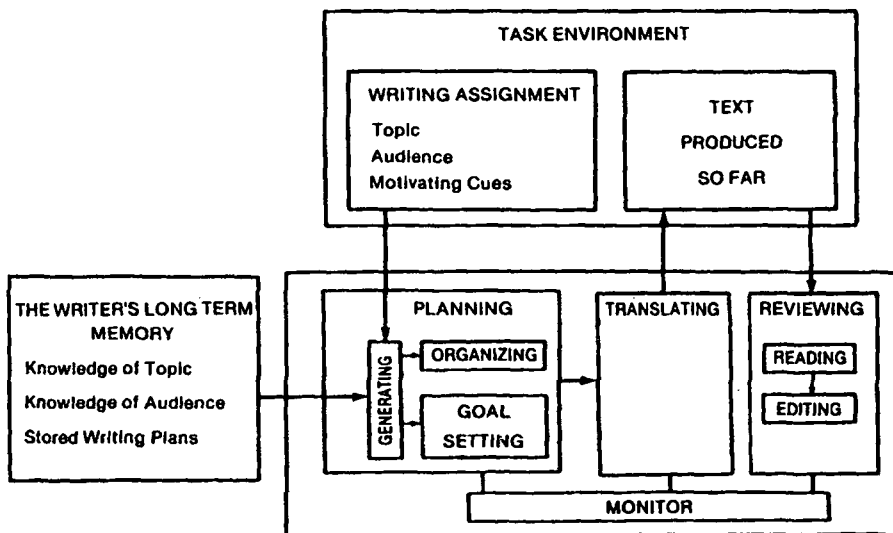 TASK ENVIRONMENT
WRITING ASSIGNMENT
Topic
Audience
Motivating Cues
TEXT
PRODUCED
SO FAR
THE WRITER'S LONG TERM
MEMORY
Knowledge of Topic
Knowledge of Audience
Stored Writing Plans
PLANNING
GENERATING
ORGANIZING
GOAL
SETTING
TRANSLATING
REVIEWING
READING
EDITING
MONITOR